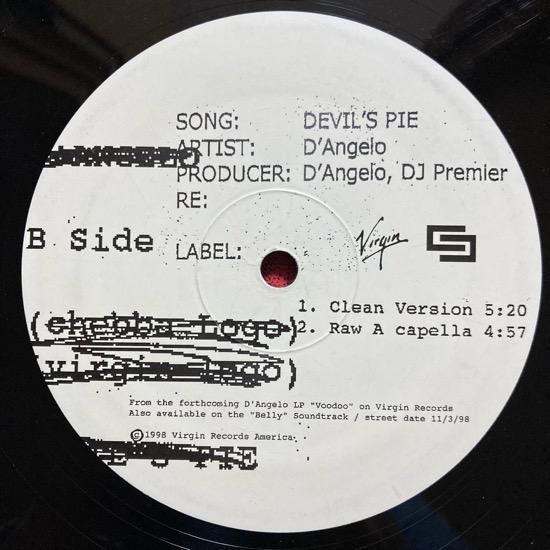 SONG: DEVIL'S PIE
ARTIST: D'Angelo
PRODUCER: D'Angelo, DJ Premier
RE:
B Side
LABEL: Virgin
1. Clean Version 5:20
2. Raw A capella 4:57
(chebba Logo)
(virgin logo)
From the forthcoming D'Angelo LP "Voodoo" on Virgin Records
Also available on the "Belly" Soundtrack / street date 11/3/98
©1998 Virgin Records America.